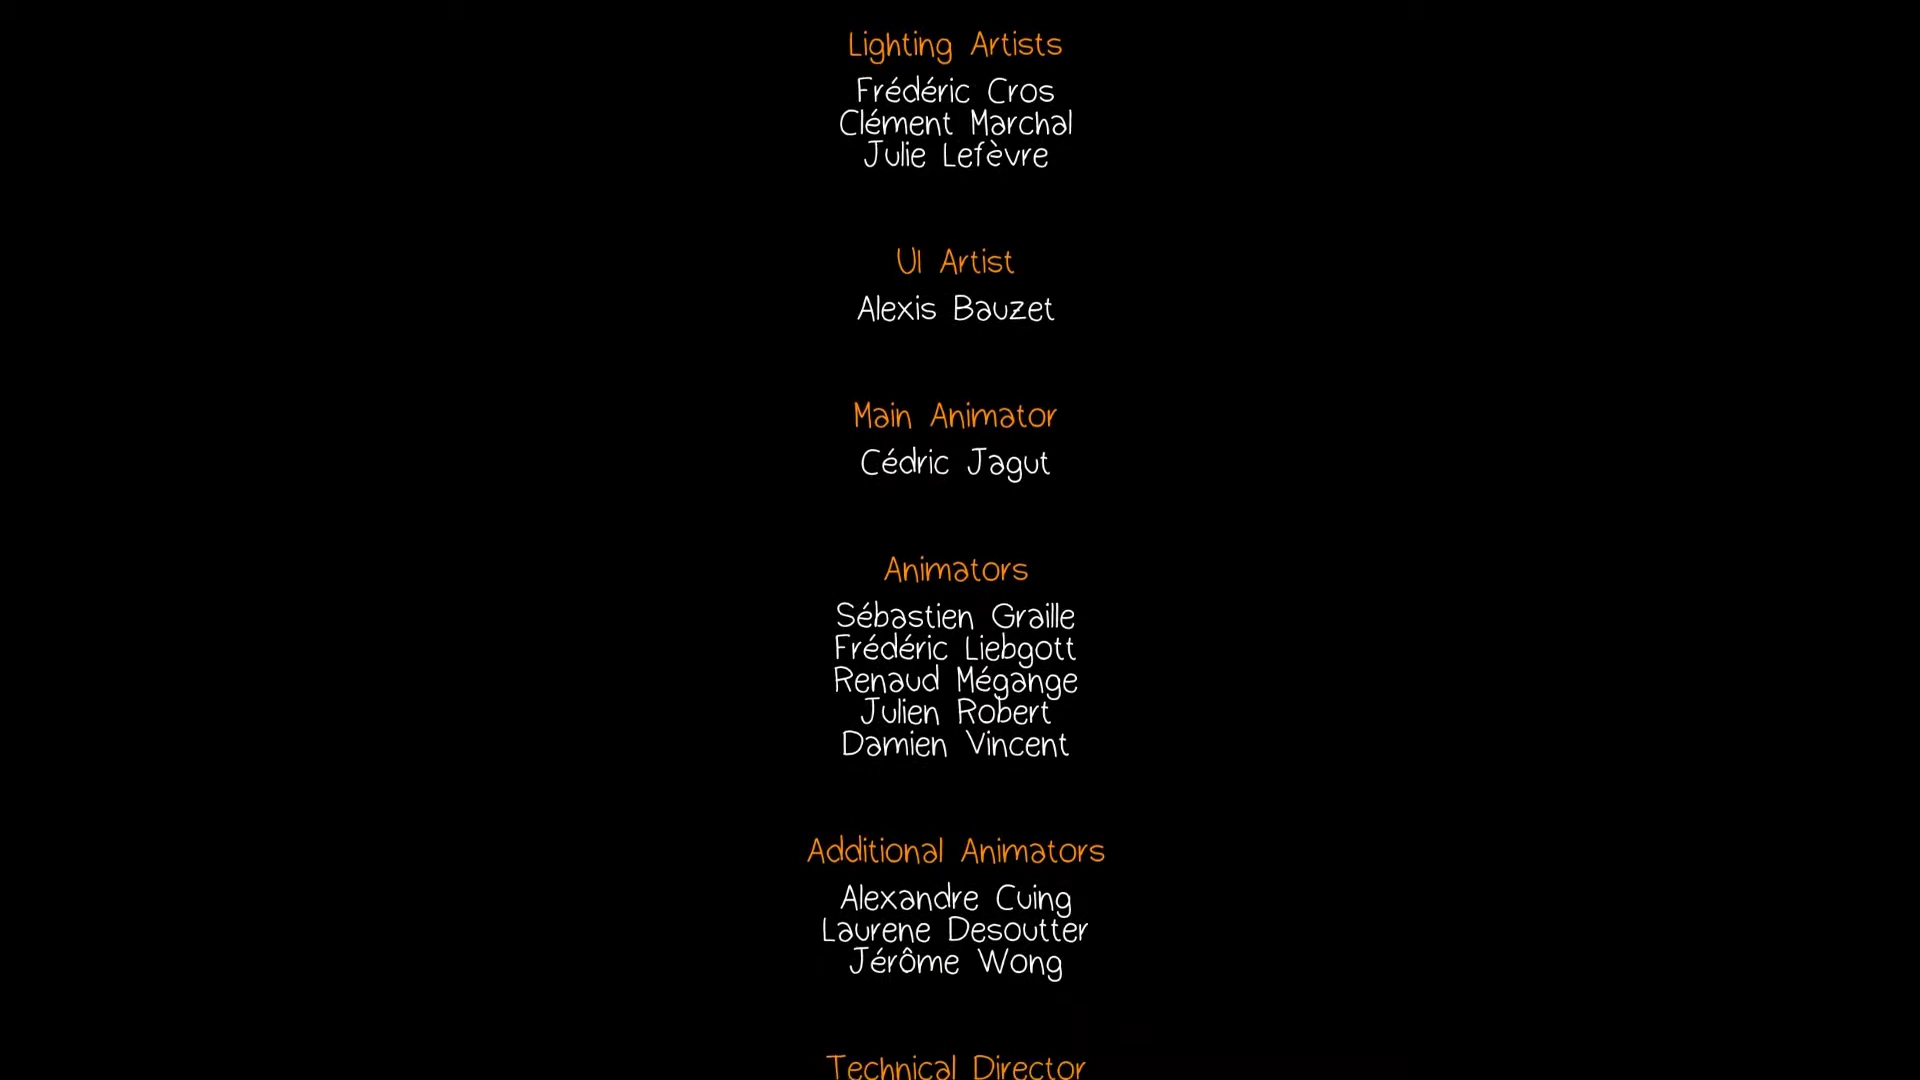 Lighting Artists
Frédéric Cros
Clément Marchal
Julie Lefèvre
UI Artist
Alexis Bauzet
Main Animator
Cédric Jagut
Animators
Sébastien Graille
Frédéric Liebgott
Renaud Mégange
Julien Robert
Damien Vincent
Additional Animators
Alexandre Cuing
Laurene Desoutter
Jérôme Wong
Technical Director